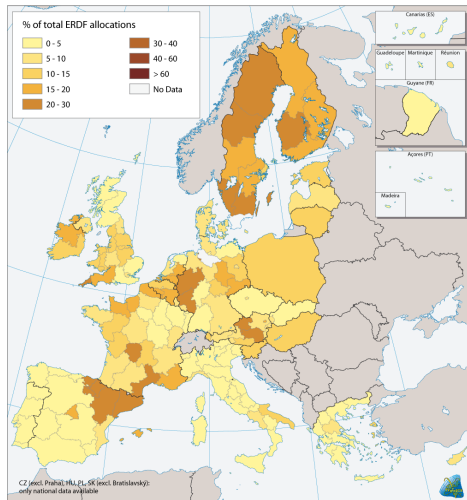 % of total ERDF allocations
0 - 5
5 - 10
10 - 15
15 - 20
20 - 30
30 - 40
40 - 60
> 60
No Data
Canarias (ES)
Guadeloupe
Martinique
Réunion
Guyane (FR)
Açores (PT)
Madeira
CZ (excl. Praha), HU, PL, SK (excl. Bratislavský):
only national data available